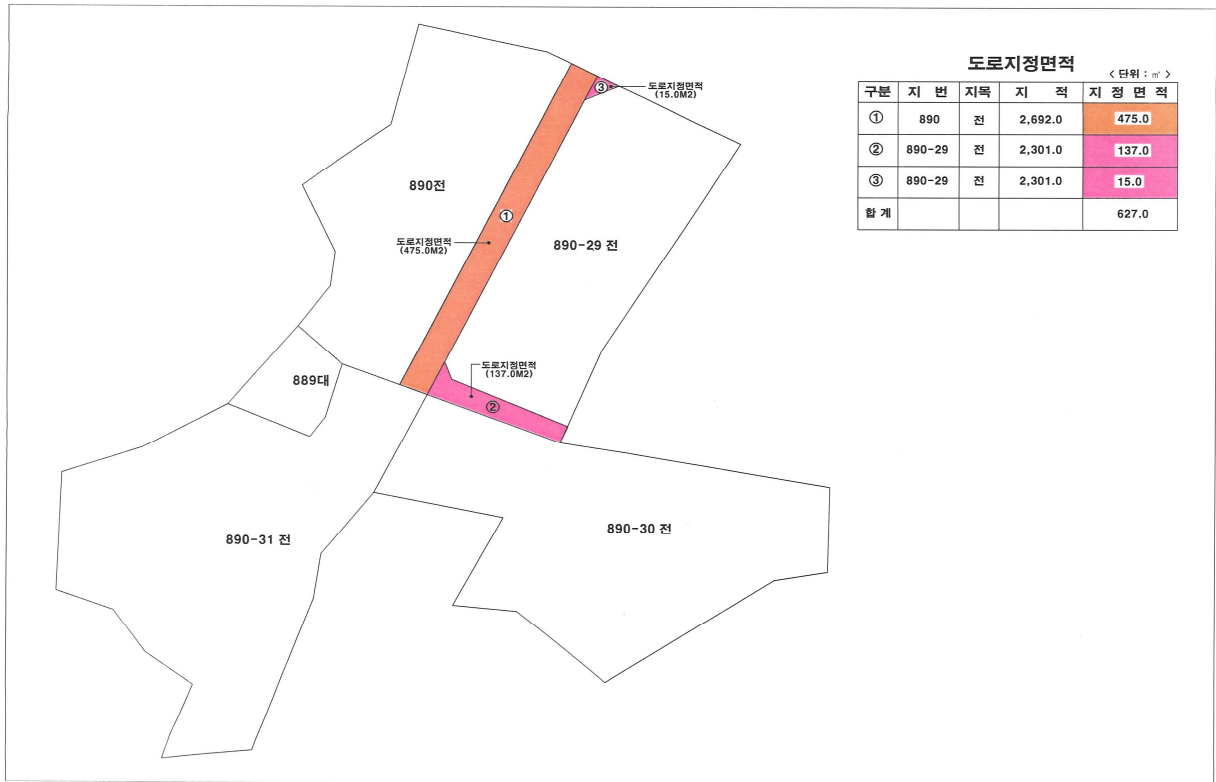 도로지정면적
< 단위 : ㎡ >
구분 지 번 지목 지 적 지 정 면 적
① 890 전 2,692.0 475.0
② 890-29 전 2,301.0 137.0
③ 890-29 전 2,301.0 15.0
합 계 627.0
③
도로지정면적
(15.0M2)
890전
①
도로지정면적
(475.0M2)
890-29 전
도로지정면적
(137.0M2)
889대
②
890-31 전
890-30 전